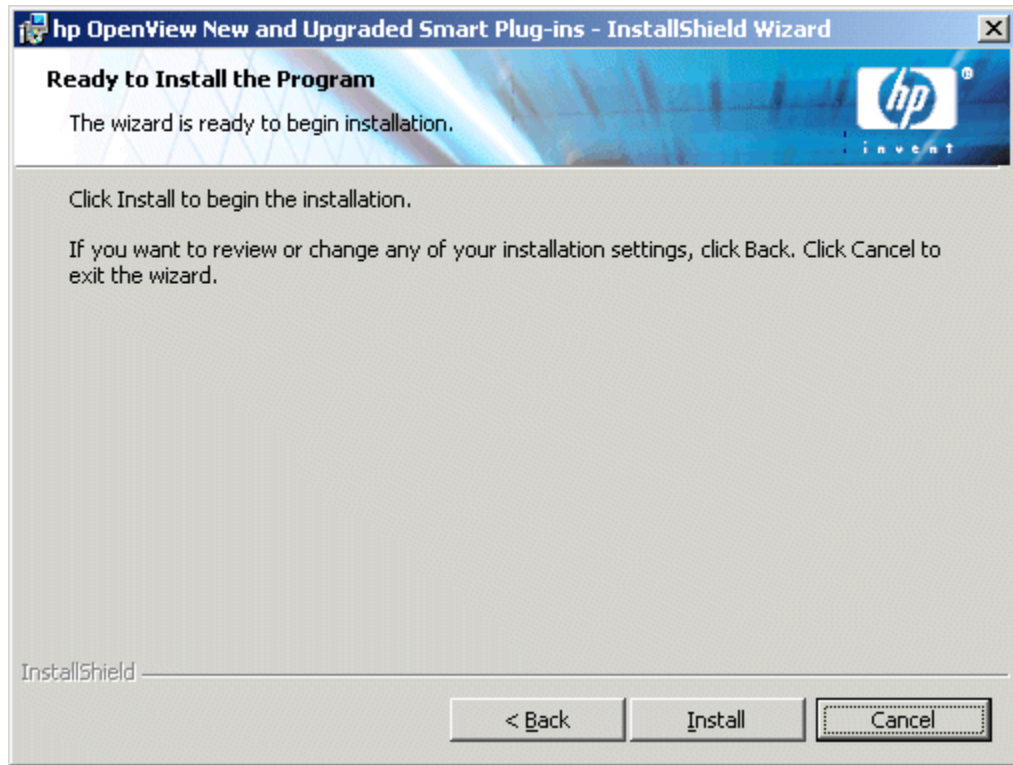 hp OpenView New and Upgraded Smart Plug-ins - InstallShield Wizard
Ready to Install the Program
The wizard is ready to begin installation.
hp
®
invent
Click Install to begin the installation.
If you want to review or change any of your installation settings, click Back. Click Cancel to
exit the wizard.
InstallShield
< Back
Install
Cancel